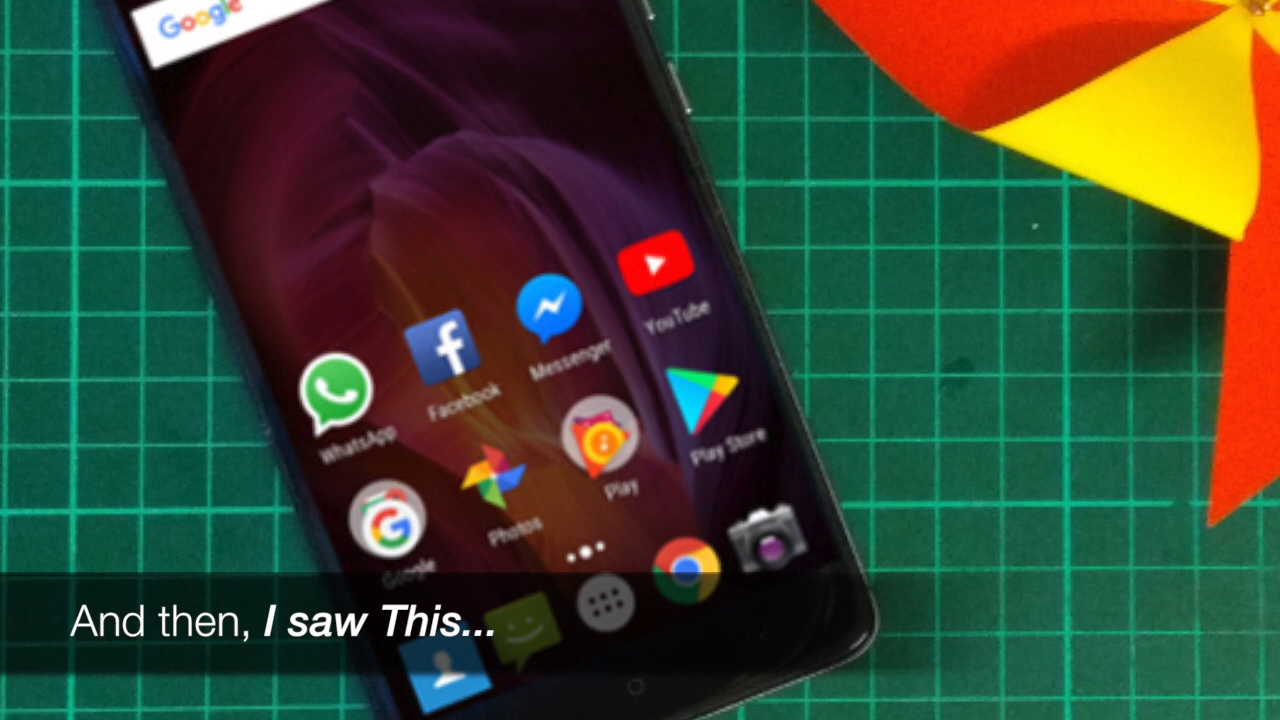 Google
YouTube
Messenger
Facebook
WhatsApp
Play Store
Play
Photos
Google
And then, I saw This...